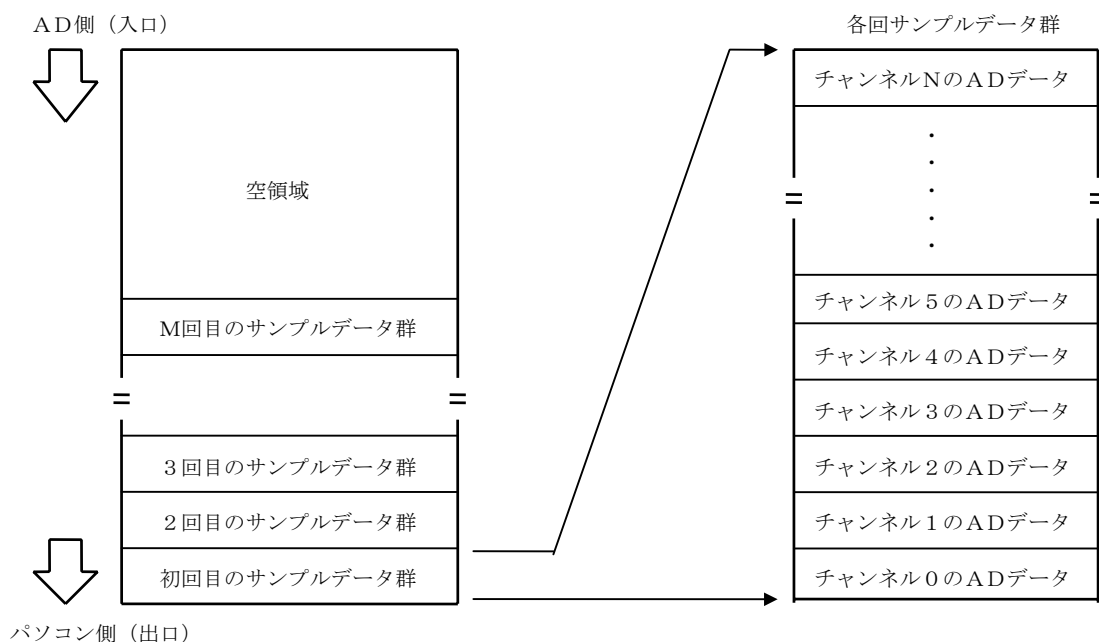 AD側（入口）
空領域
M回目のサンプルデータ群
＝ ＝
３回目のサンプルデータ群
２回目のサンプルデータ群
初回目のサンプルデータ群
パソコン側（出口）
各回サンプルデータ群
チャンネルNのADデータ
・
・
・
・
・
＝ ＝
チャンネル５のADデータ
チャンネル４のADデータ
チャンネル３のADデータ
チャンネル２のADデータ
チャンネル１のADデータ
チャンネル０のADデータ